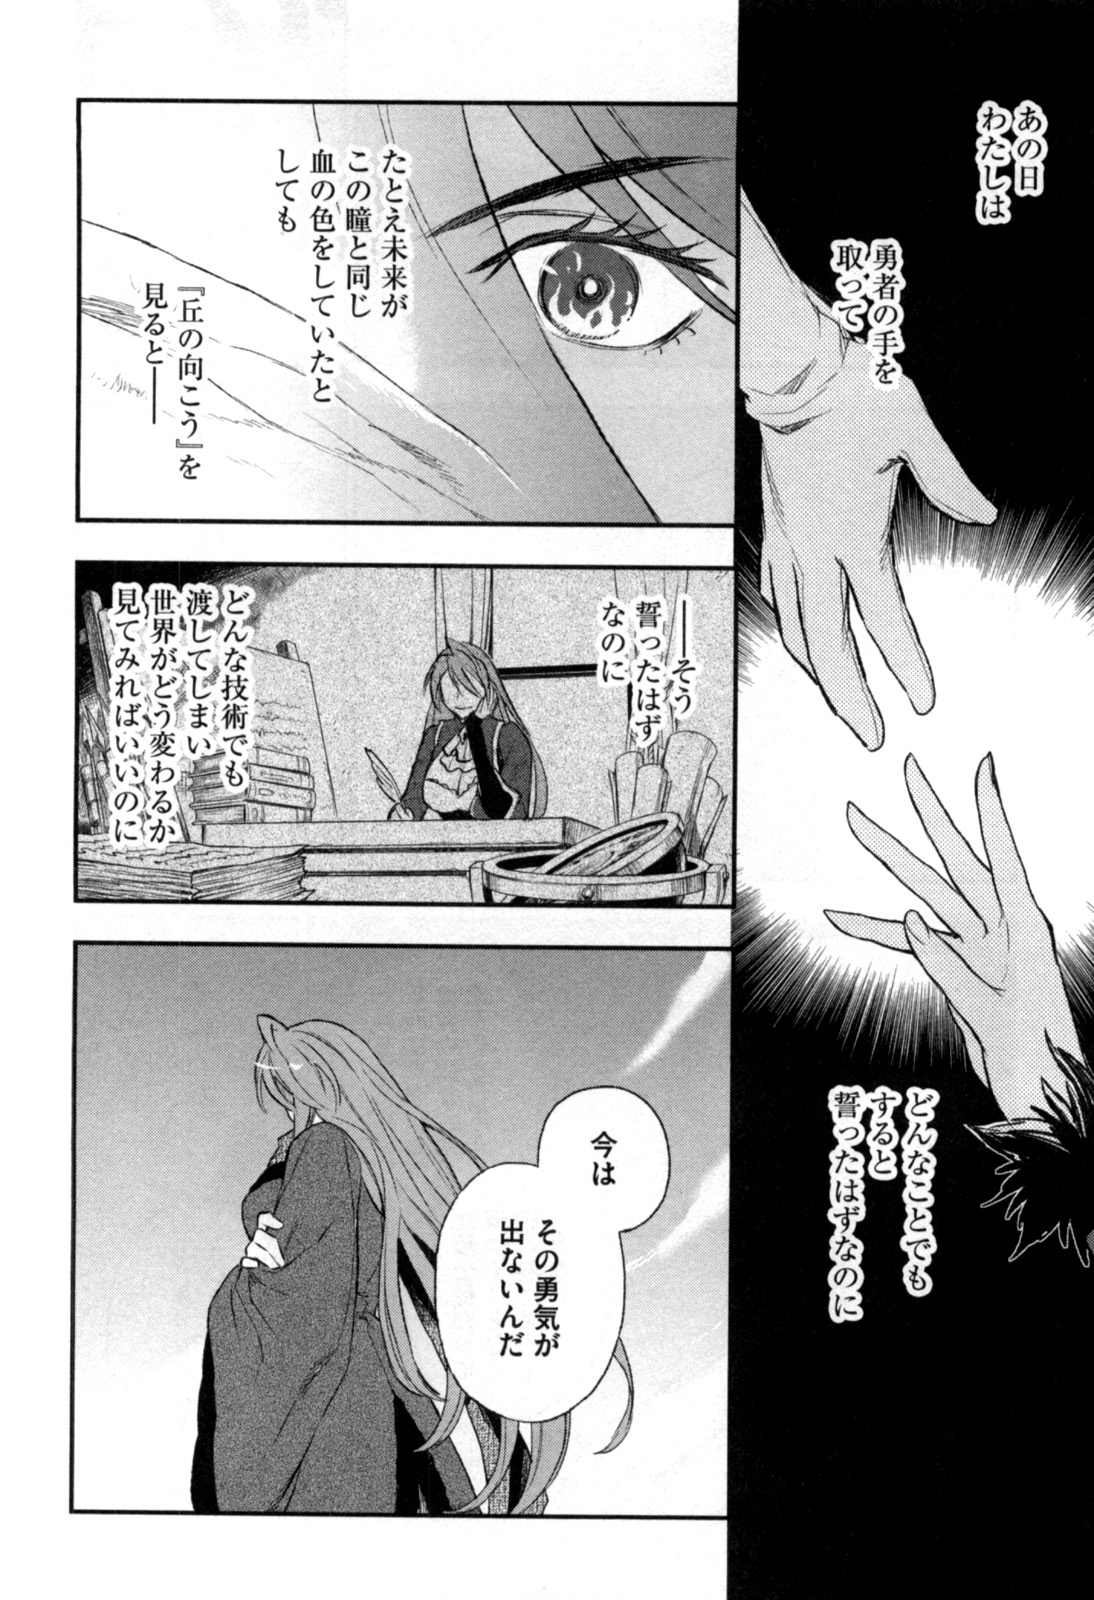 あの日
わたしは
勇者の手を
取って
どんなことでも
すると
誓ったはずなのに
たとえ未来が
この瞳と同じ
血の色をしていたと
しても
『丘の向こう』を
見ると――
――そう
誓ったはず
なのに
どんな技術でも
渡してしまい
世界がどう変わるか
見てみればいいのに
今は
その勇気が
出ないんだ